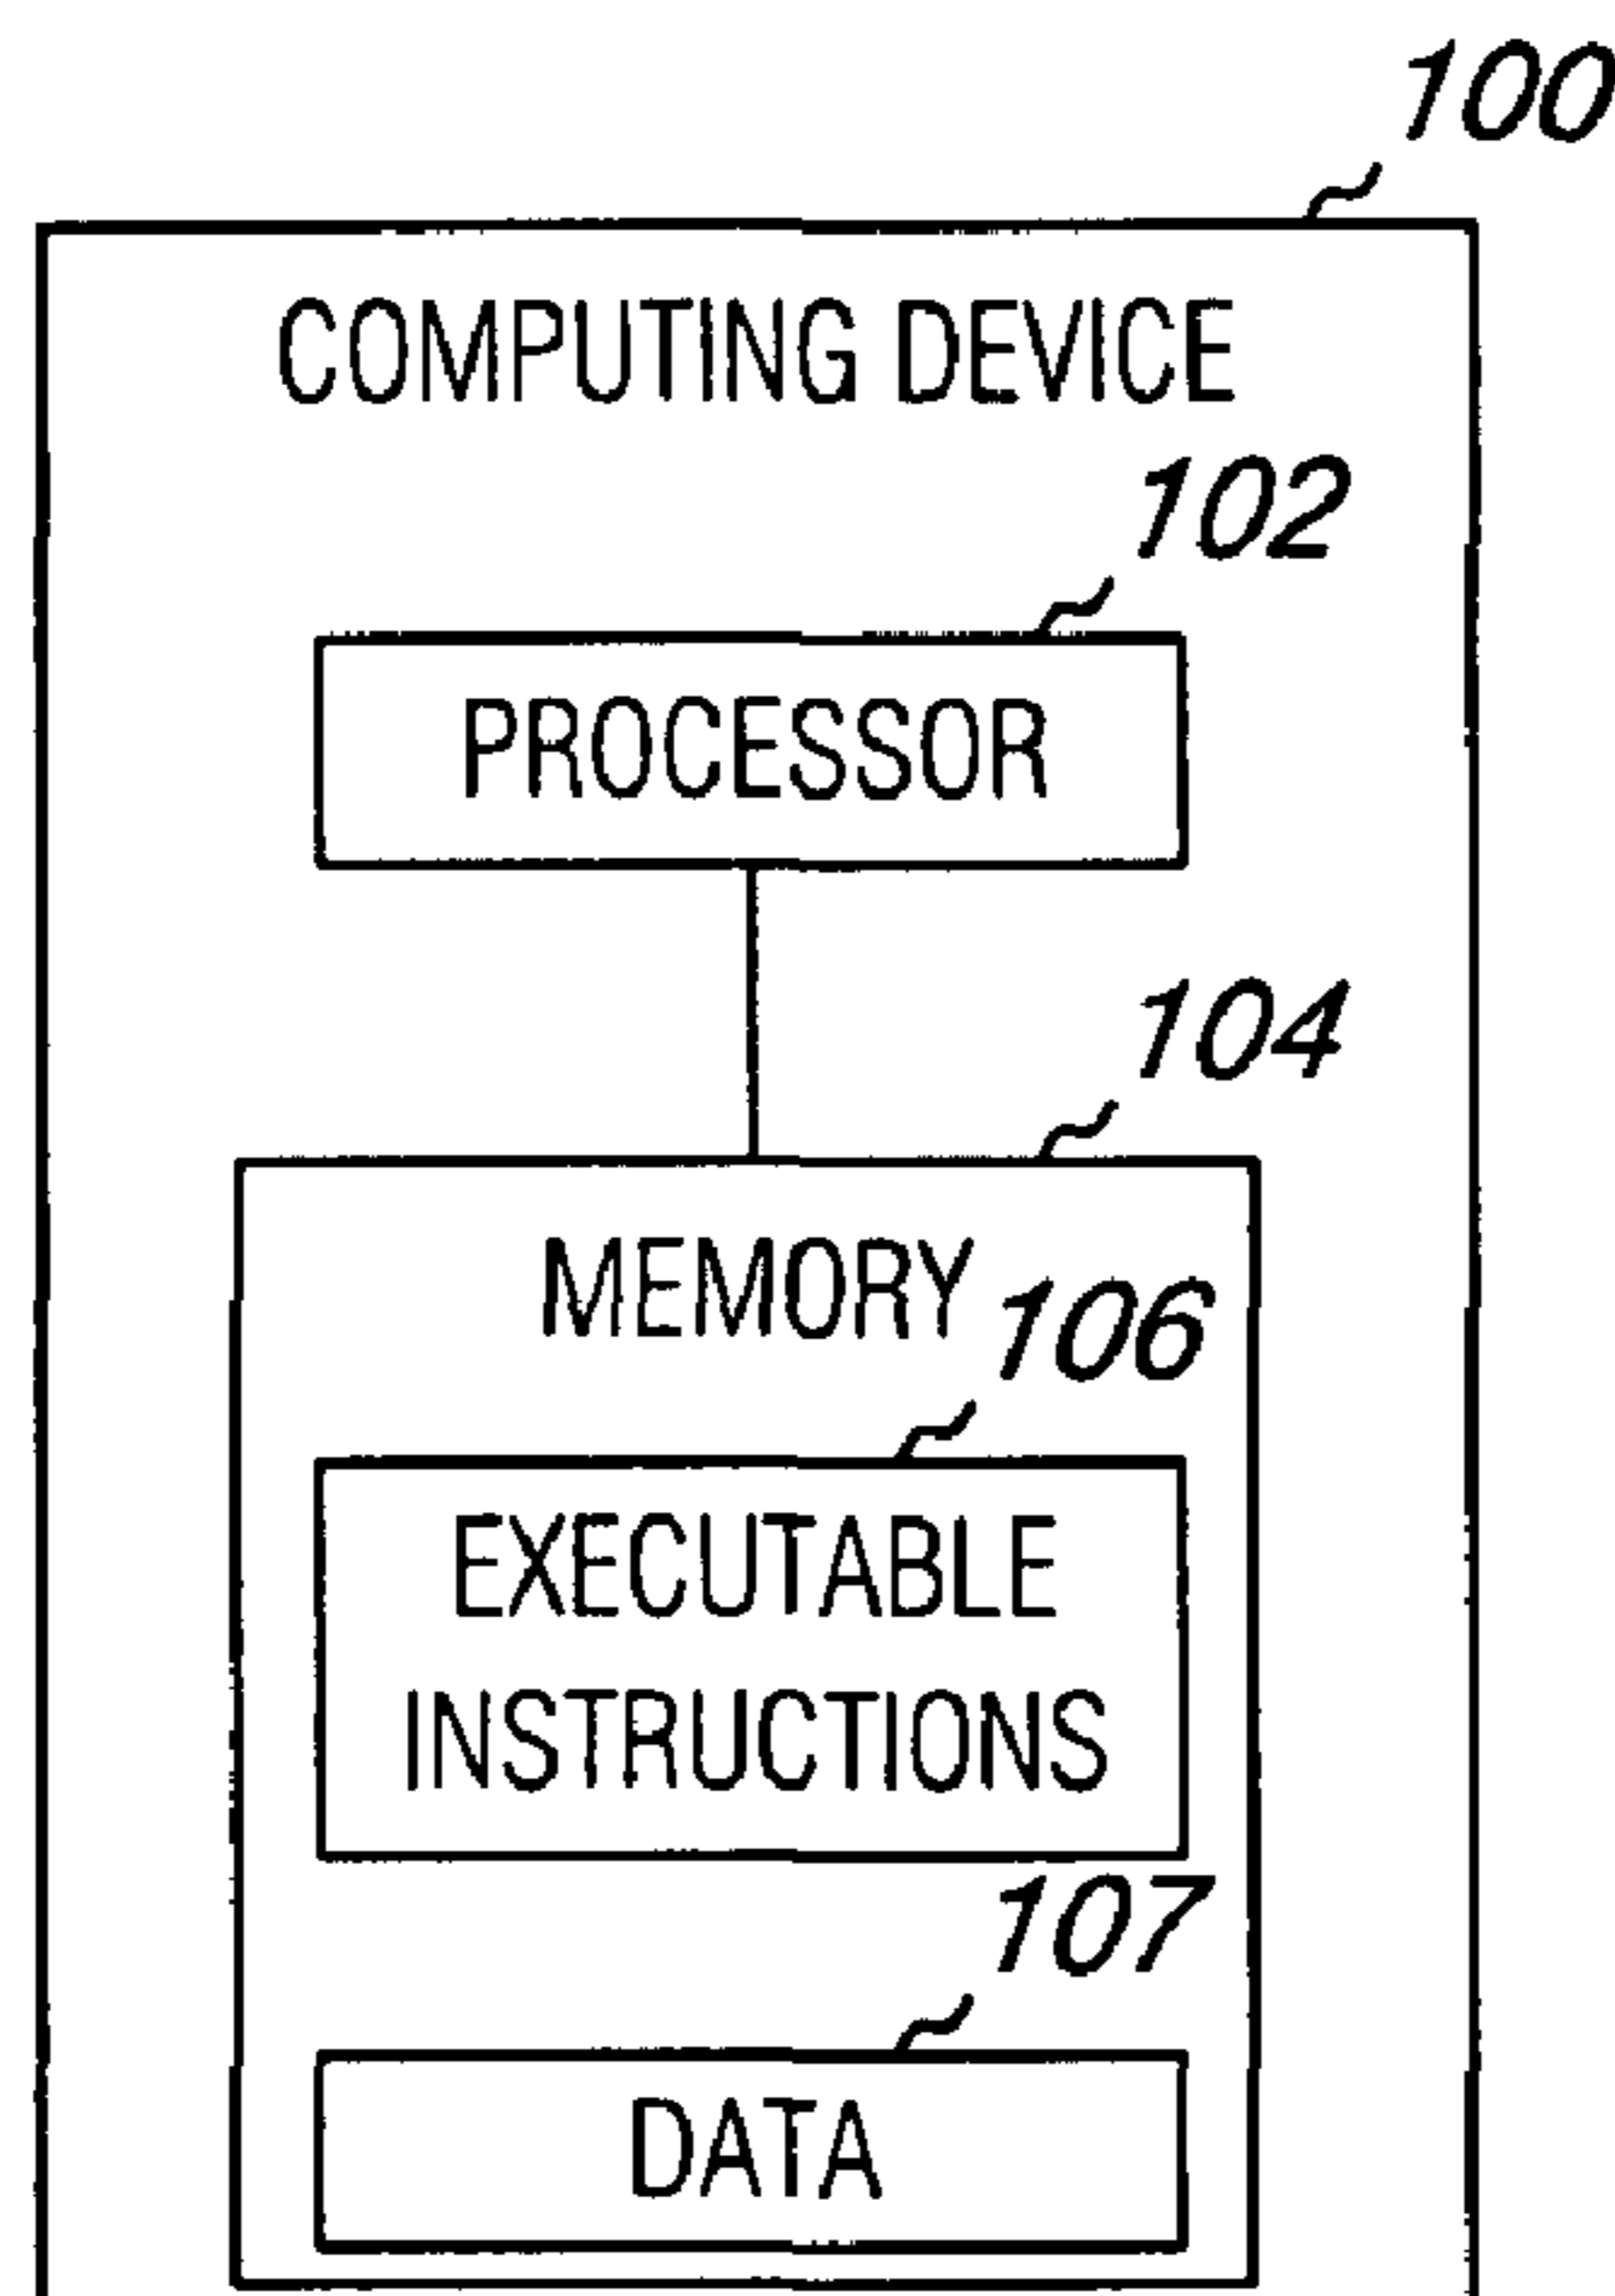 100
COMPUTING DEVICE
102
PROCESSOR
104
MEMORY
106
EXECUTABLE
INSTRUCTIONS
107
DATA